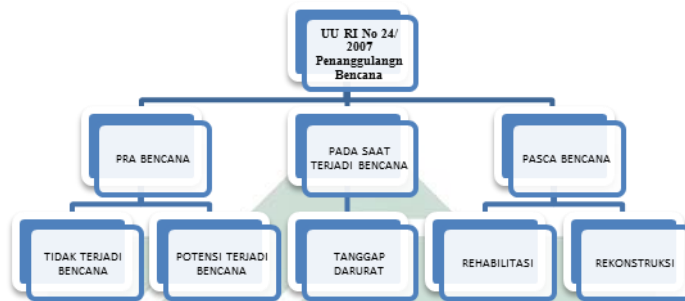 UU RI No 24/
2007
Penanggulangn
Bencana
PRA BENCANA
PADA SAAT
TERJADI BENCANA
PASCA BENCANA
TIDAK TERJADI
BENCANA
POTENSI TERJADI
BENCANA
TANGGAP
DARURAT
REHABILITASI
REKONSTRUKSI